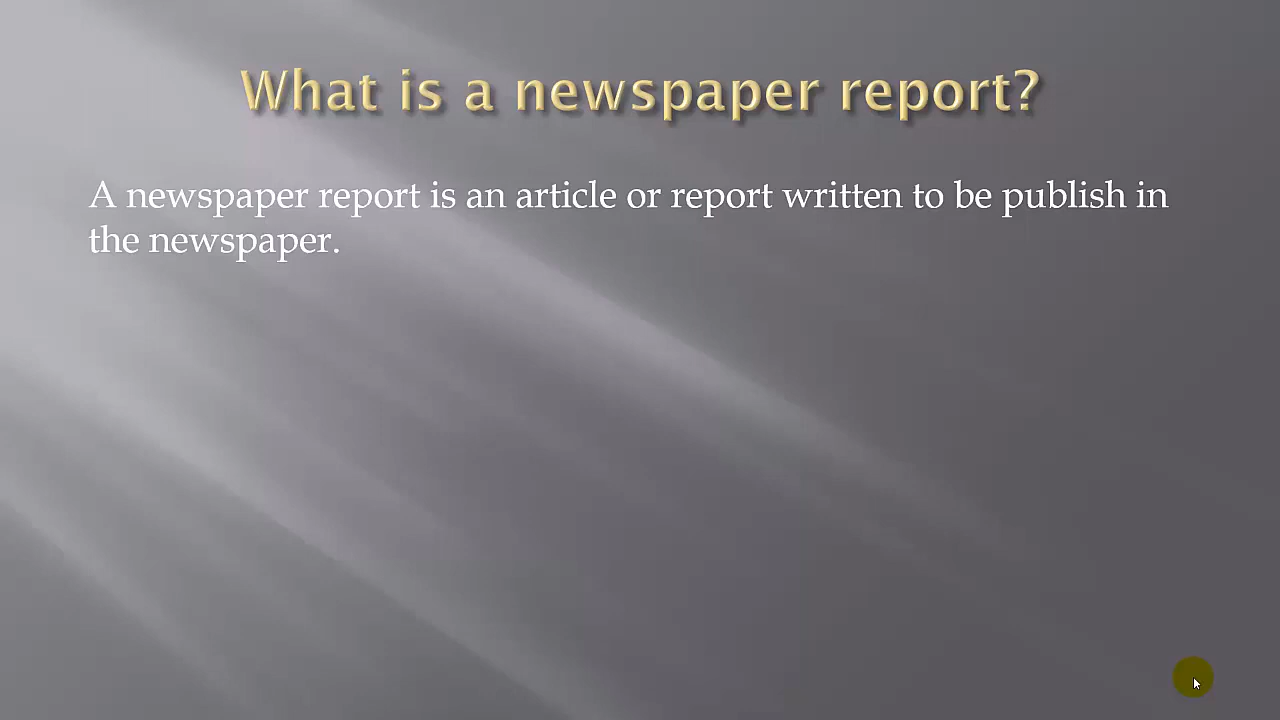 What is a newspaper report?
A newspaper report is an article or report written to be publish in
the newspaper.